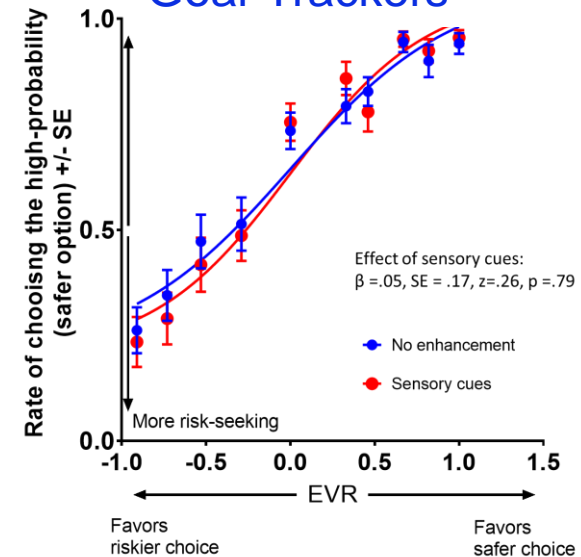 Goal Trackers
Rate of chooisng the high-probability
(safer option) +/- SE
1.0
0.5
0.0
More risk-seeking
Effect of sensory cues:
β =.05, SE = .17, z=.26, p =.79
No enhancement
Sensory cues
-1.0 -0.5 0.0 0.5 1.0 1.5
EVR
Favors
riskier choice
Favors
safer choice